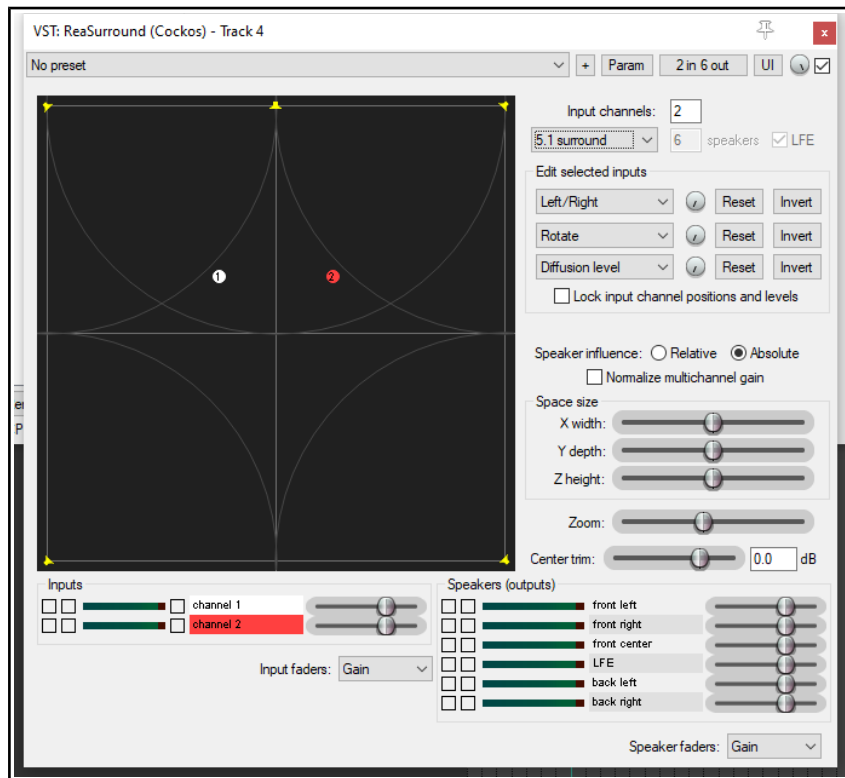 VST: ReaSurround (Cockos) - Track 4
x
No preset
+ Param 2 in 6 out UI
Input channels: 2
5.1 surround 6 speakers LFE
Edit selected inputs
Left/Right Reset Invert
Rotate Reset Invert
Diffusion level Reset Invert
Lock input channel positions and levels
1 2
Speaker influence: Relative Absolute
Normalize multichannel gain
Space size
X width:
Y depth:
Z height:
Zoom:
Center trim: 0.0 dB
Inputs
channel 1
channel 2
Input faders: Gain
Speakers (outputs)
front left
front right
front center
LFE
back left
back right
Speaker faders: Gain